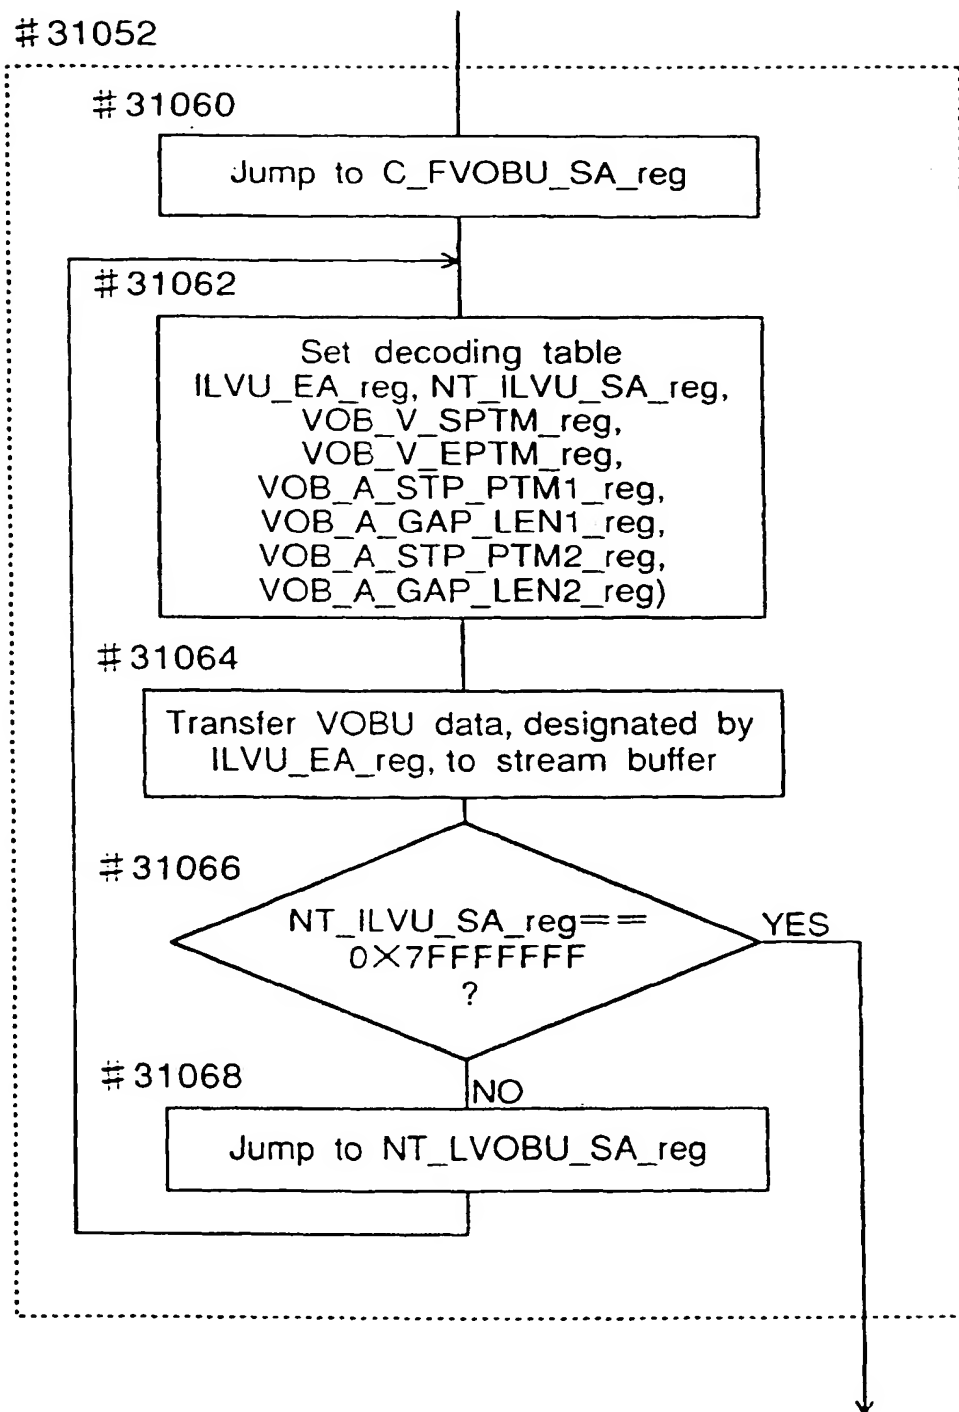 #31052
#31060
Jump to C_FVOBU_SA_reg
#31062
Set decoding table
ILVU_EA_reg, NT_ILVU_SA_reg,
VOB_V_SPTM_reg,
VOB_V_EPTM_reg,
VOB_A_STP_PTM1_reg,
VOB_A_GAP_LEN1_reg,
VOB_A_STP_PTM2_reg,
VOB_A_GAP_LEN2_reg)
#31064
Transfer VOBU data, designated by
ILVU_EA_reg, to stream buffer
#31066
NT_ILVU_SA_reg==
0X7FFFFFFF
?
YES
#31068
NO
Jump to NT_LVOBU_SA_reg